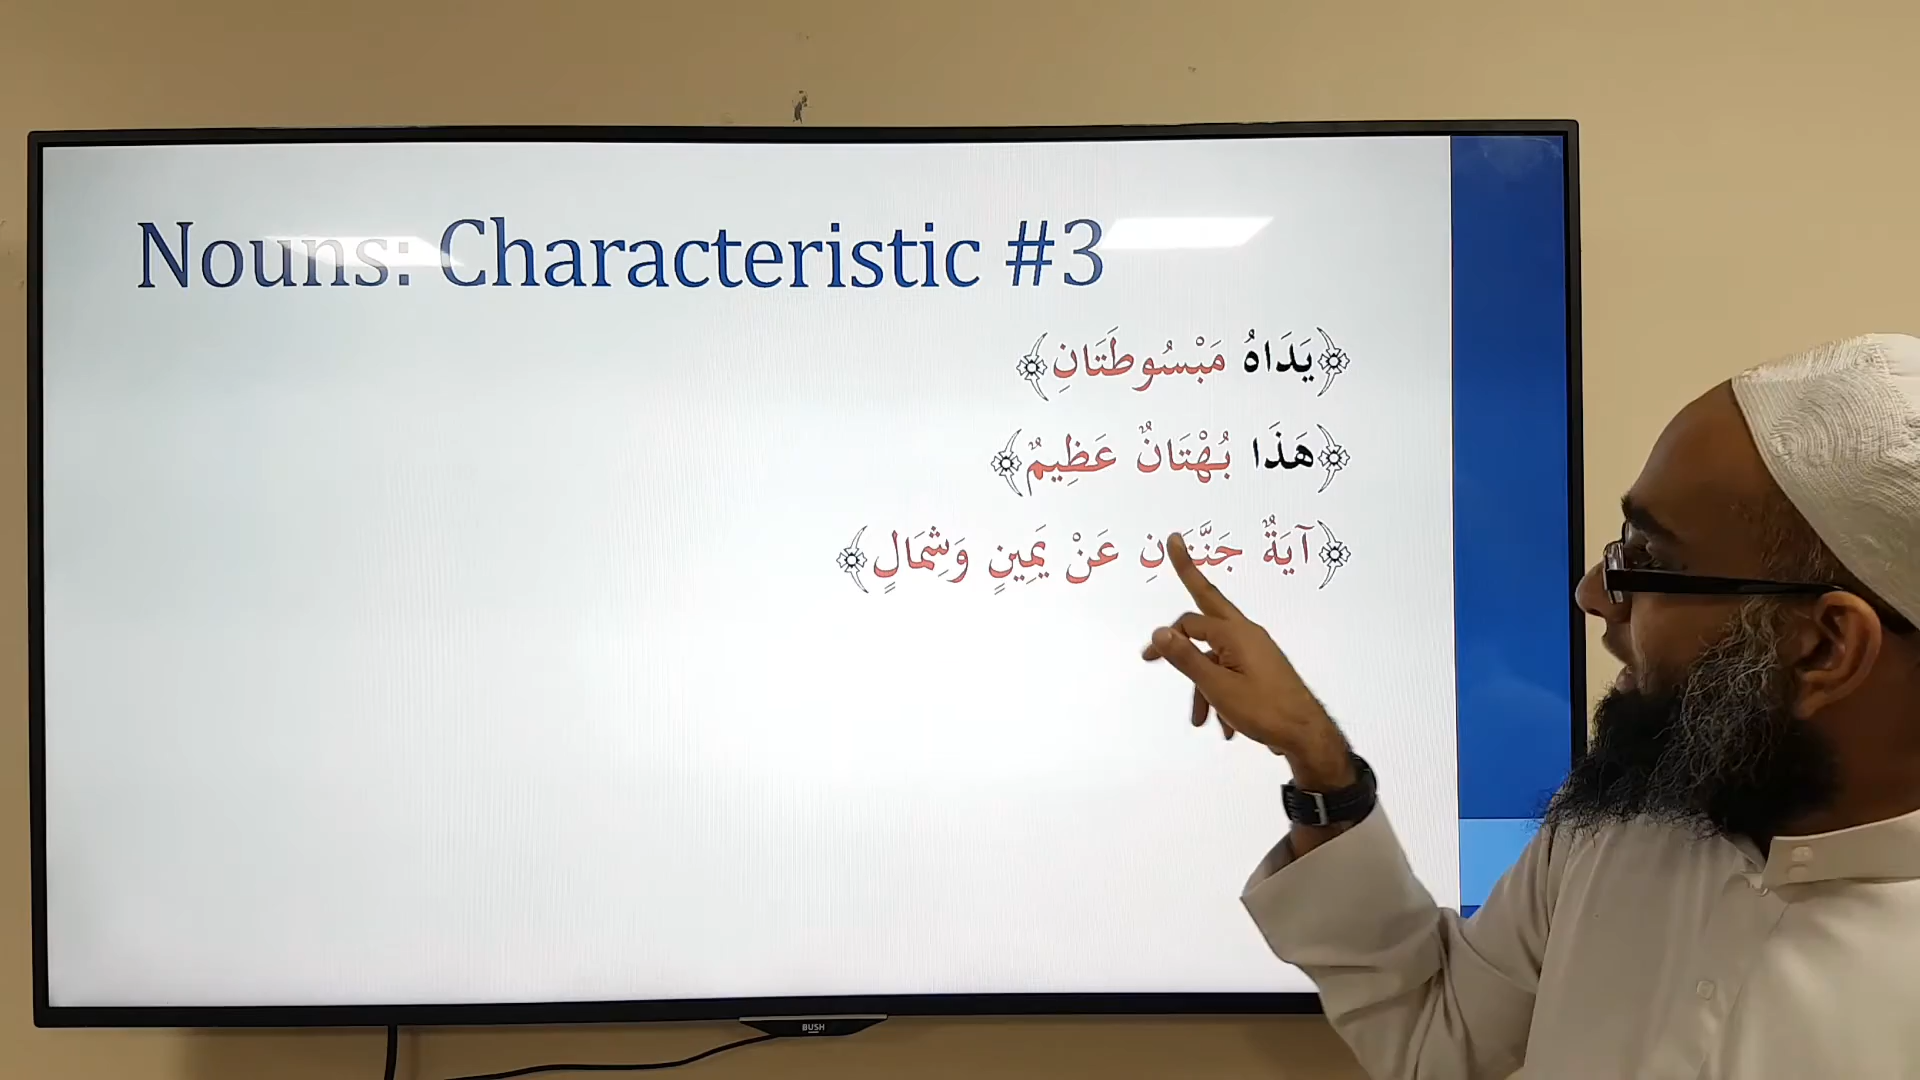 Nouns: Characteristic #3
﴿يَدَاهُ مَبْسُوطَتَانِ﴾
﴿هَذَا بُهْتَانٌ عَظِيمٌ﴾
﴿آيَةٌ جَنَّتَانِ عَنْ يَمِينٍ وَشِمَالٍ﴾
BUSH